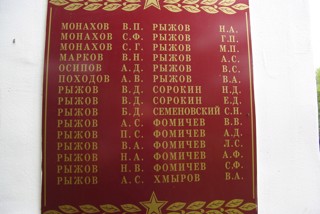 МОНАХОВ В.П. РЫЖОВ И.А.
МОНАХОВ С.Ф. РЫЖОВ Г.П.
МОНАХОВ С.Г. РЫЖОВ М.П.
МАРКОВ В.Н. РЫЖОВ А.С.
ОСИПОВ А.Д. РЫЖОВ В.С.
ПОХОДОВ А.В. РЫЖОВ В.А.
РЫЖОВ В.Д. СОРОКИН Н.Д.
РЫЖОВ В.Д. СОРОКИН Е.Д.
РЫЖОВ Б.Д. СЕМЕНОВСКИЙ С.Н.
РЫЖОВ А.С. ФОМИЧЕВ В.В.
РЫЖОВ П.С. ФОМИЧЕВ А.Д.
РЫЖОВ В.А. ФОМИЧЕВ Л.С.
РЫЖОВ Н.А. ФОМИЧЕВ А.Ф.
РЫЖОВ Н.В. ФОМИЧЕВ С.Ф.
РЫЖОВ А.С. ХМЫРОВ В.А.